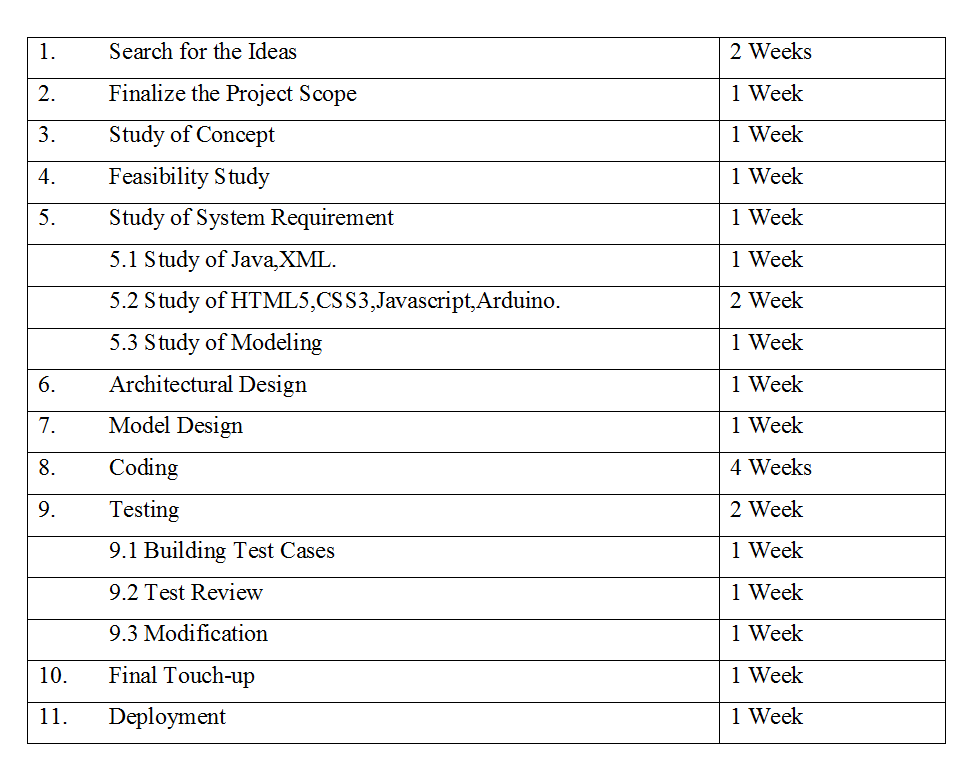 1. Search for the Ideas 2 Weeks
2. Finalize the Project Scope 1 Week
3. Study of Concept 1 Week
4. Feasibility Study 1 Week
5. Study of System Requirement 1 Week
5.1 Study of Java,XML. 1 Week
5.2 Study of HTML5,CSS3,Javascript,Arduino. 2 Week
5.3 Study of Modeling 1 Week
6. Architectural Design 1 Week
7. Model Design 1 Week
8. Coding 4 Weeks
9. Testing 2 Week
9.1 Building Test Cases 1 Week
9.2 Test Review 1 Week
9.3 Modification 1 Week
10. Final Touch-up 1 Week
11. Deployment 1 Week